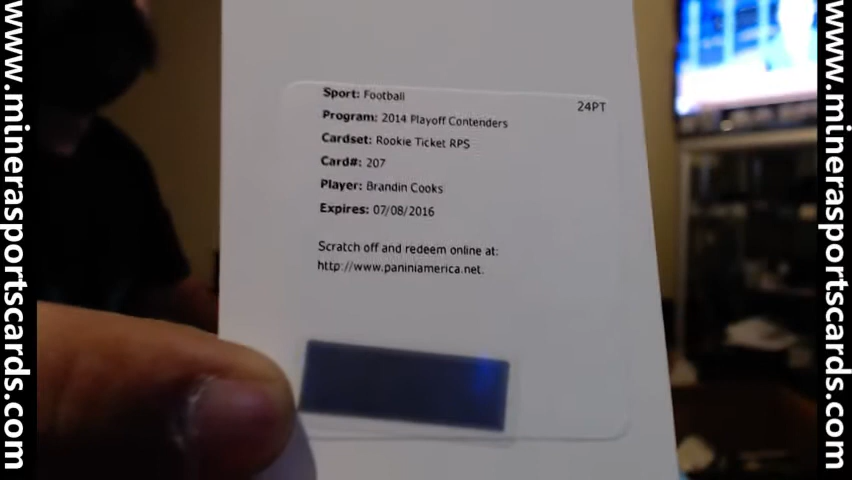 www.minerasportscards.com
Sport: Football
24PT
Program: 2014 Playoff Contenders
Cardset: Rookie Ticket RPS
Card#: 207
Player: Brandin Cooks
Expires: 07/08/2016
Scratch off and redeem online at:
http://www.paniniamerica.net.
www.minerasportscards.com